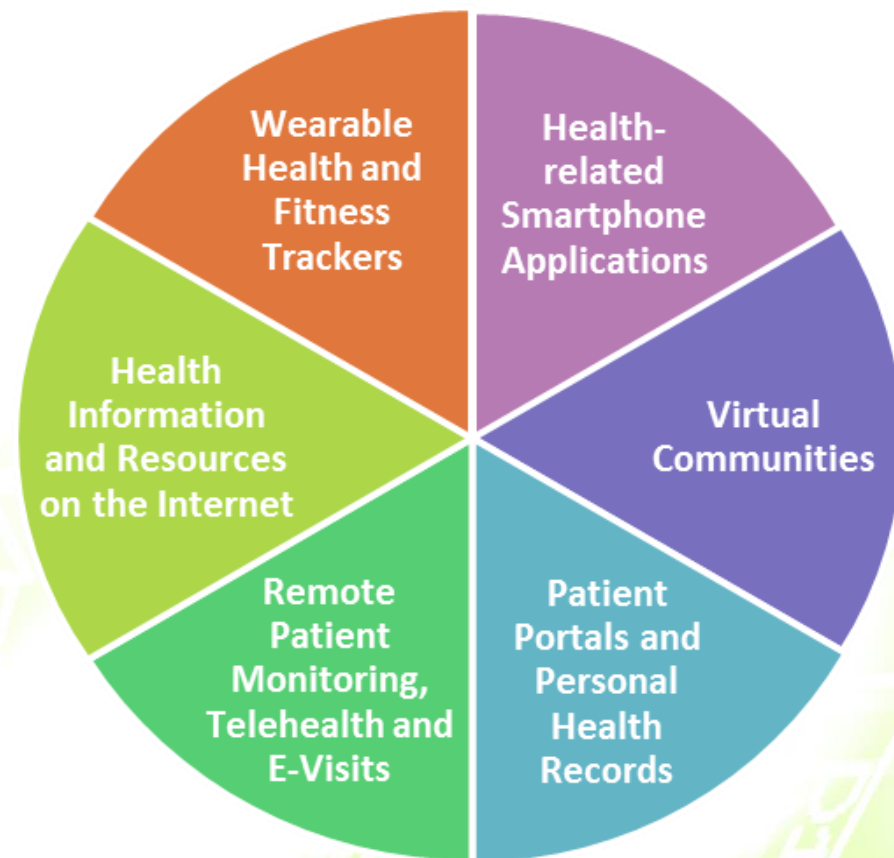 Wearable
Health and
Fitness
Trackers
Health-
related
Smartphone
Applications
Virtual
Communities
Patient
Portals and
Personal
Health
Records
Remote
Patient
Monitoring,
Telehealth and
E-Visits
Health
Information
and Resources
on the Internet